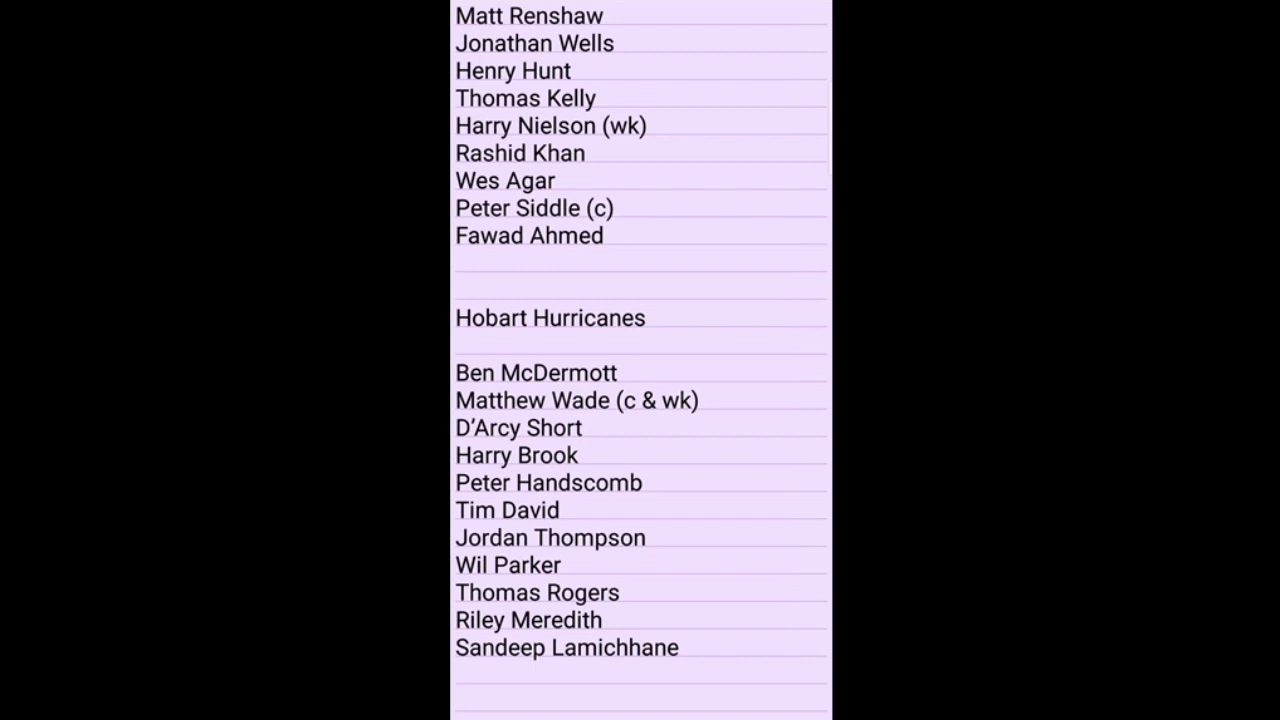 Matt Renshaw
Jonathan Wells
Henry Hunt
Thomas Kelly
Harry Nielson (wk)
Rashid Khan
Wes Agar
Peter Siddle (c)
Fawad Ahmed
Hobart Hurricanes
Ben McDermott
Matthew Wade (c & wk)
D’Arcy Short
Harry Brook
Peter Handscomb
Tim David
Jordan Thompson
Wil Parker
Thomas Rogers
Riley Meredith
Sandeep Lamichhane